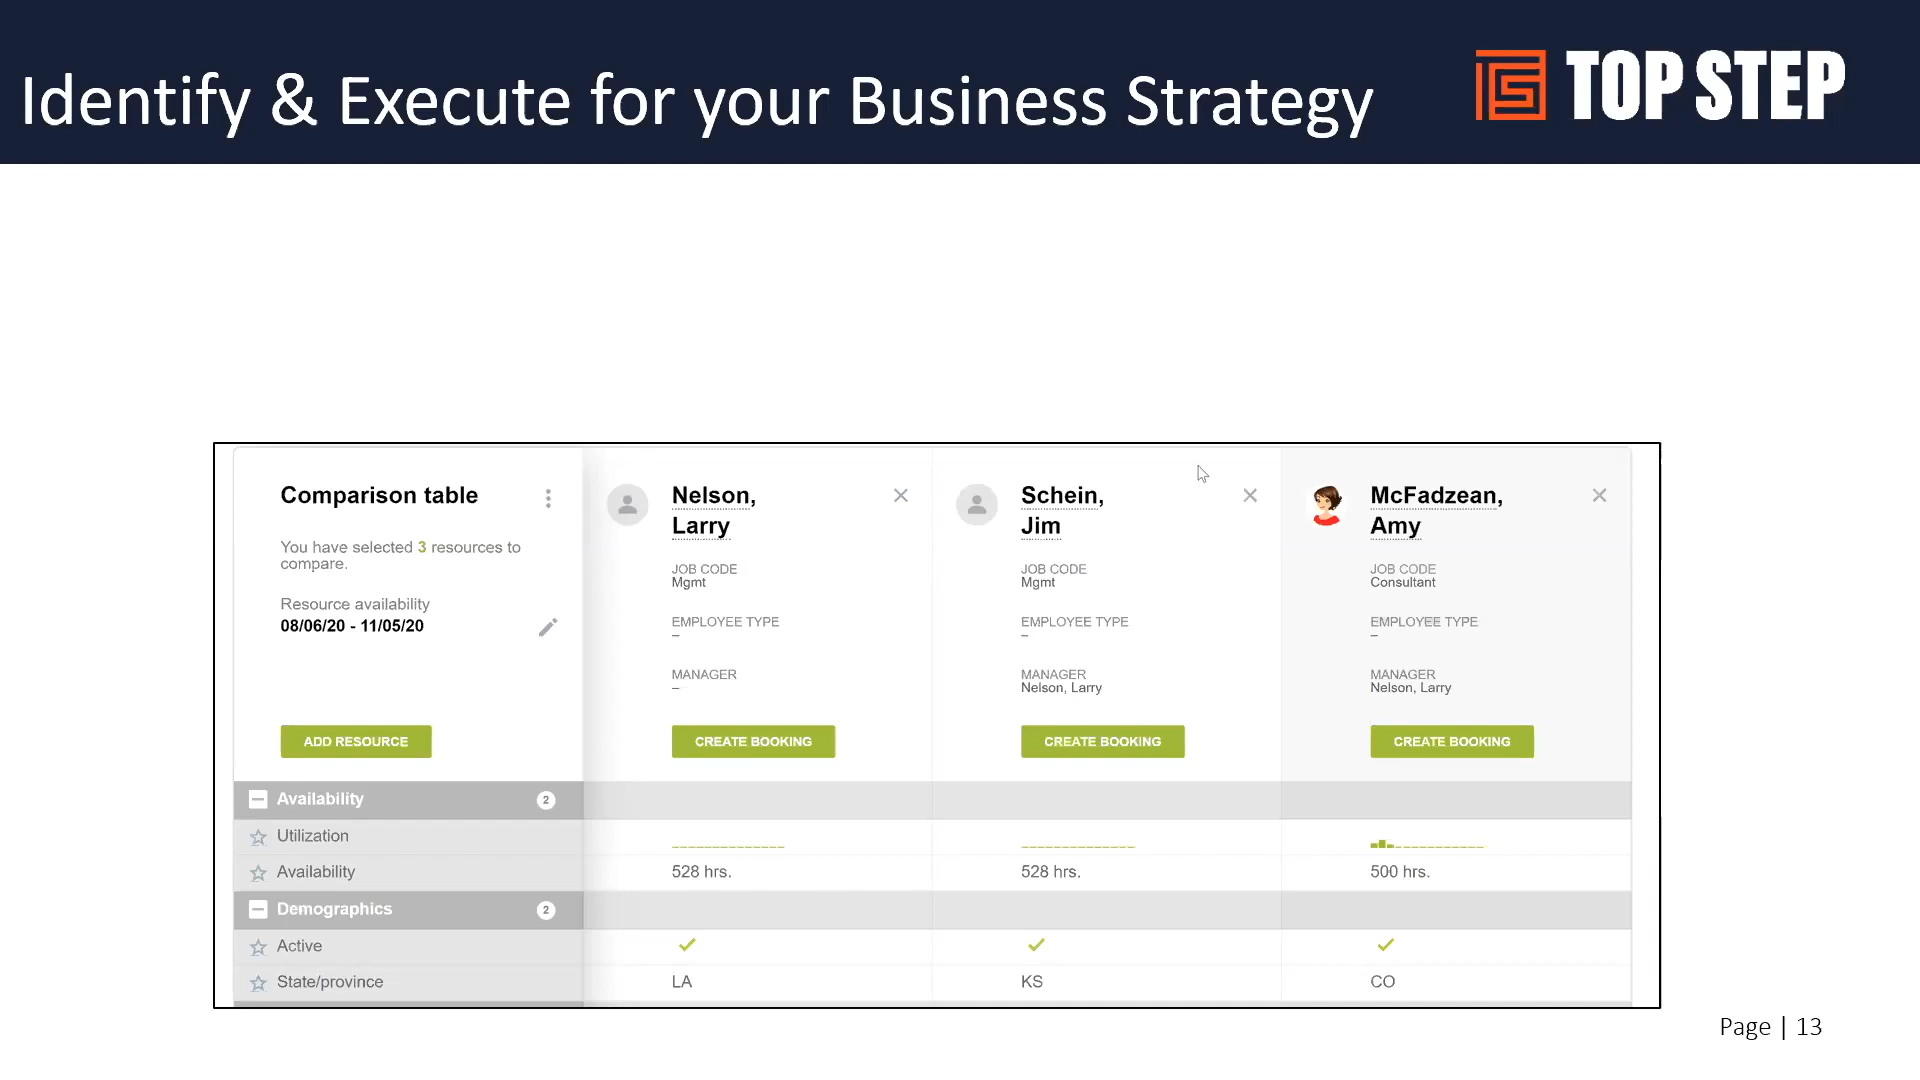 Identify & Execute for your Business Strategy
TOP STEP
Comparison table
You have selected 3 resources to
compare.
Resource availability
08/06/20 - 11/05/20
ADD RESOURCE
Nelson,
Larry
JOB CODE
Mgmt
EMPLOYEE TYPE
–
MANAGER
–
CREATE BOOKING
Schein,
Jim
JOB CODE
Mgmt
EMPLOYEE TYPE
–
MANAGER
Nelson, Larry
CREATE BOOKING
McFadzean,
Amy
JOB CODE
Consultant
EMPLOYEE TYPE
–
MANAGER
Nelson, Larry
CREATE BOOKING
Availability 2
Utilization
Availability 528 hrs. 528 hrs. 500 hrs.
Demographics 2
Active
State/province LA KS CO
Page | 13